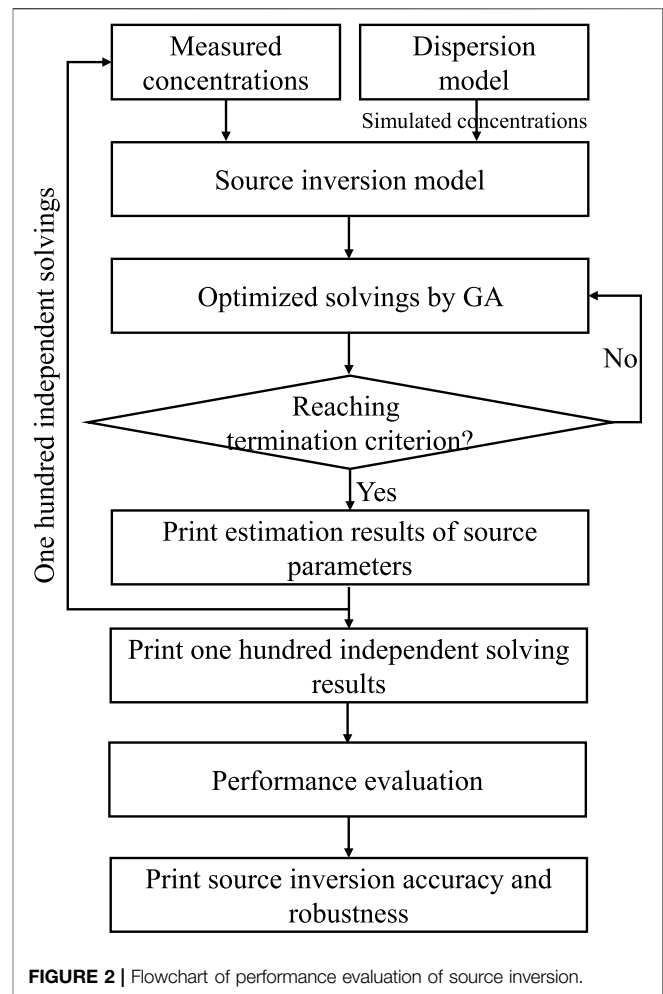 Measured
concentrations
Dispersion
model
Simulated concentrations
Source inversion model
Optimized solvings by GA
No
Reaching
termination criterion?
Yes
One hundred independent solvings
Print estimation results of source
parameters
Print one hundred independent solving
results
Performance evaluation
Print source inversion accuracy and
robustness
FIGURE 2 | Flowchart of performance evaluation of source inversion.